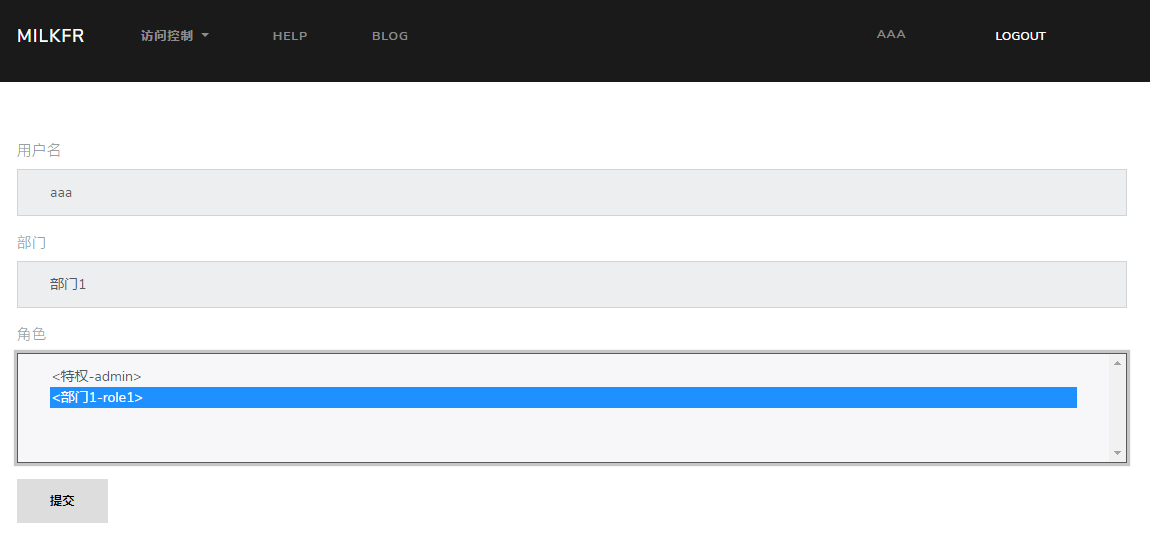 MILKFR 访问控制 HELP BLOG AAA LOGOUT
用户名
aaa
部门
部门1
角色
<特权-admin>
<部门1-role1>
提交